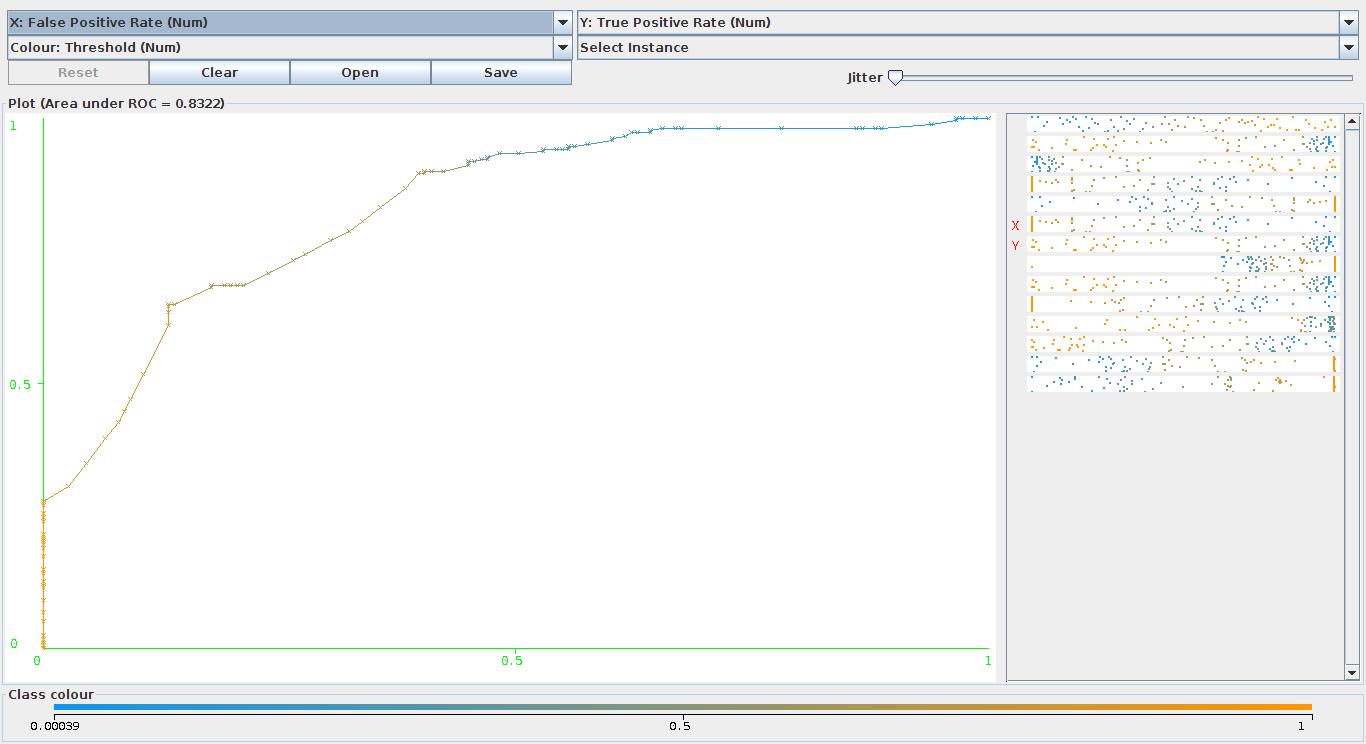 X: False Positive Rate (Num)
Y: True Positive Rate (Num)
Colour: Threshold (Num)
Select Instance
Reset
Clear
Open
Save
Jitter
Plot (Area under ROC = 0.8322)
1
0.5
0
0
0.5
1
X
Y
Class colour
0.00039
0.5
1